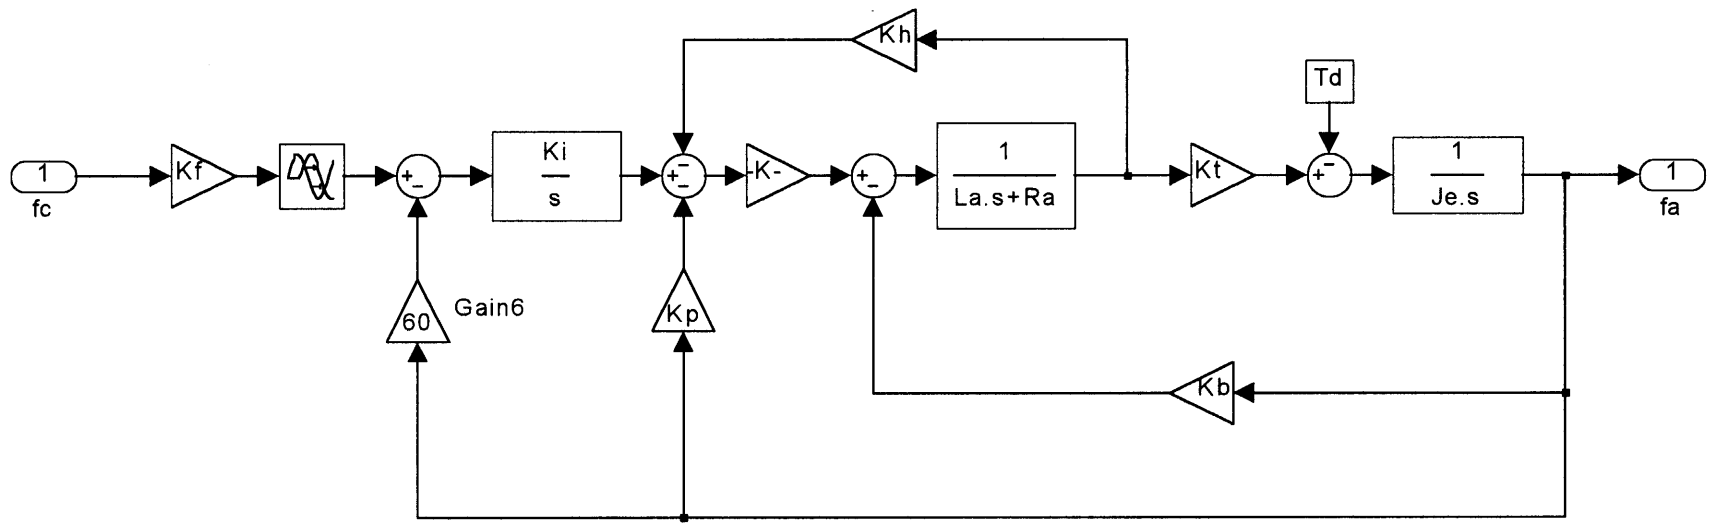 Kh
Td
1
fc
Kf
+
-
Ki
s
-
+
-
-K-
+
-
1
La.s+Ra
Kt
-
+
1
Je.s
1
fa
60
Gain6
Kp
Kb